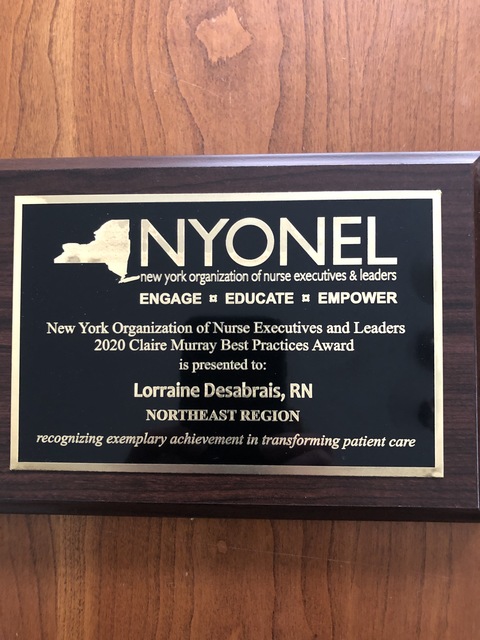 NYONEL
new york organization of nurse executives & leaders
ENGAGE ¤ EDUCATE ¤ EMPOWER
New York Organization of Nurse Executives and Leaders
2020 Claire Murray Best Practices Award
is presented to:
Lorraine Desabrais, RN
NORTHEAST REGION
recognizing exemplary achievement in transforming patient care